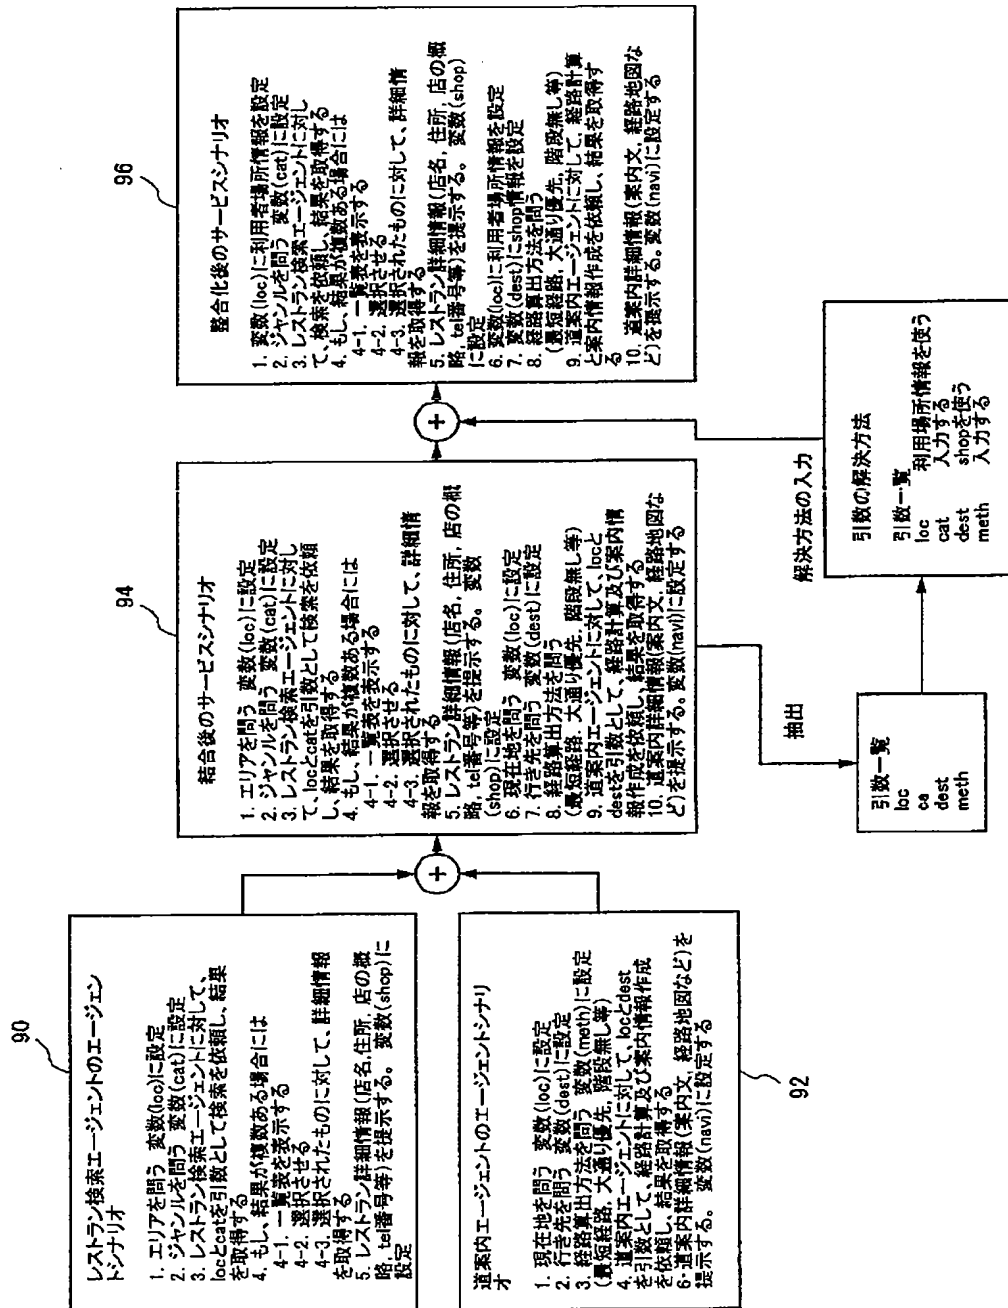 90
レストラン検索エージェントのエージェン
トシナリオ
1. エリアを問う 変数(loc)に設定
2. ジャンルを問う 変数(cat)に設定
3. レストラン検索エージェントに対して、
locとcatを引数として検索を依頼し、結果
を取得する
4. もし、結果が複数ある場合には
4-1. 一覧表を表示する
4-2. 選択させる
4-3. 選択されたものに対して、詳細情報
を取得する
5. レストラン詳細情報(店名,住所, 店の概
略, tel番号等)を提示する。 変数(shop)に
設定
92
道案内エージェントのエージェントシナリ
オ
1. 現在地を問う 変数(loc)に設定
2. 行き先を問う 変数(dest)に設定
3. 経路算出方法を問う 変数(meth)に設定
(最短経路, 大通り優先, 階段無し等)
4. 道案内エージェントに対して、locとdest
を引数として、経路計算及び案内情報作成
を依頼し、結果を取得する
6・道案内詳細情報(案内文, 経路地図など)を
提示する。 変数(navi)に設定する
+
94
結合後のサービスシナリオ
1. エリアを問う 変数(loc)に設定
2. ジャンルを問う 変数(cat)に設定
3. レストラン検索エージェントに対し
て、locとcatを引数として検索を依頼
し、結果を取得する
4. もし、結果が複数ある場合には
4-1. 一覧表を表示する
4-2. 選択させる
4-3. 選択されたものに対して、詳細情
報を取得する
5. レストラン詳細情報(店名, 住所, 店の概
略, tel番号等)を提示する。 変数
(shop)に設定
6. 現在地を問う 変数(loc)に設定
7. 行き先を問う 変数(dest)に設定
8. 経路算出方法を問う
(最短経路, 大通り優先, 階段無し等)
9. 道案内エージェントに対して、locと
destを引数として、経路計算及び案内情
報作成を依頼し、結果を取得する
10. 道案内詳細情報(案内文, 経路地図な
ど)を提示する。変数(navi)に設定する
抽出
引数一覧
loc
ca
dest
meth
解決方法の入力
引数の解決方法
引数一覧
loc 利用場所情報を使う
cat 入力する
dest shopを使う
meth 入力する
+
96
整合化後のサービスシナリオ
1. 変数(loc)に利用者場所情報を設定
2. ジャンルを問う 変数(cat)に設定
3. レストラン検索エージェントに対し
て、検索を依頼し、結果を取得する
4. もし、結果が複数ある場合には
4-1. 一覧表を表示する
4-2. 選択させる
4-3. 選択されたものに対して、詳細情
報を取得する
5. レストラン詳細情報(店名, 住所, 店の概
略, tel番号等)を提示する。 変数(shop)
に設定
6. 変数(loc)に利用者場所情報を設定
7. 変数(dest)にshop情報を設定
8. 経路算出方法を問う
(最短経路, 大通り優先, 階段無し等)
9. 道案内エージェントに対して、経路計算
と案内情報作成を依頼し、結果を取得す
る
10. 道案内詳細情報(案内文, 経路地図な
ど)を提示する。変数(navi)に設定する